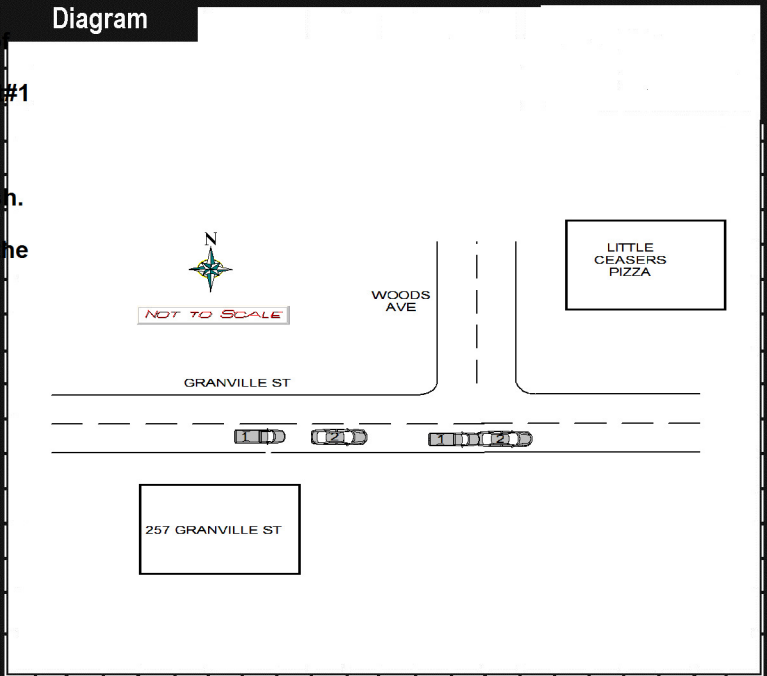 Diagram
f
#1
h.
he
N
NOT TO SCALE
WOODS
AVE
LITTLE
CEASERS
PIZZA
GRANVILLE ST
1
2
1
2
257 GRANVILLE ST